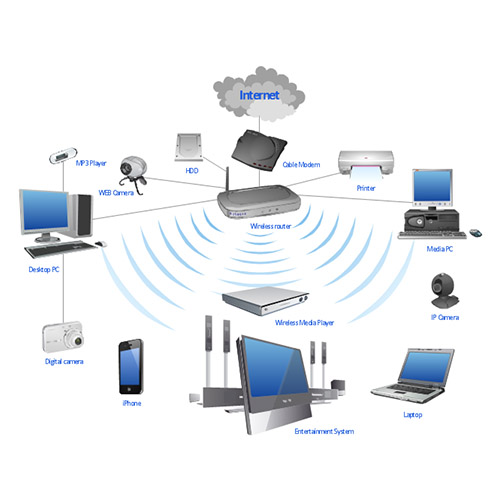 Internet
MP3 Player
WEB Camera
HDD
Cable Modem
Printer
Wireless router
Desktop PC
Media PC
Wireless Media Player
IP Camera
Digital camera
iPhone
Laptop
Entertainment System